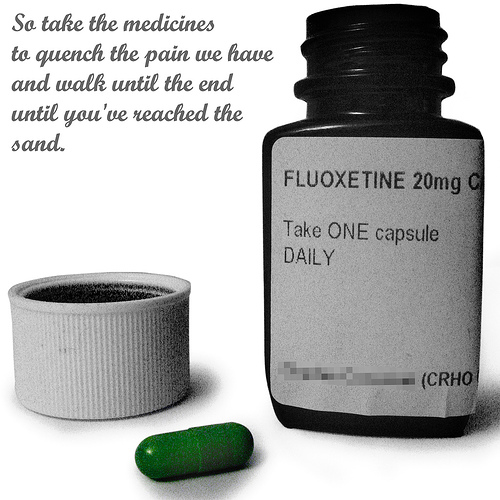 So take the medicines
to quench the pain we have
and walk until the end
until you've reached the
sand.
FLUOXETINE 20mg
Take ONE capsule
DAILY
(CRHO